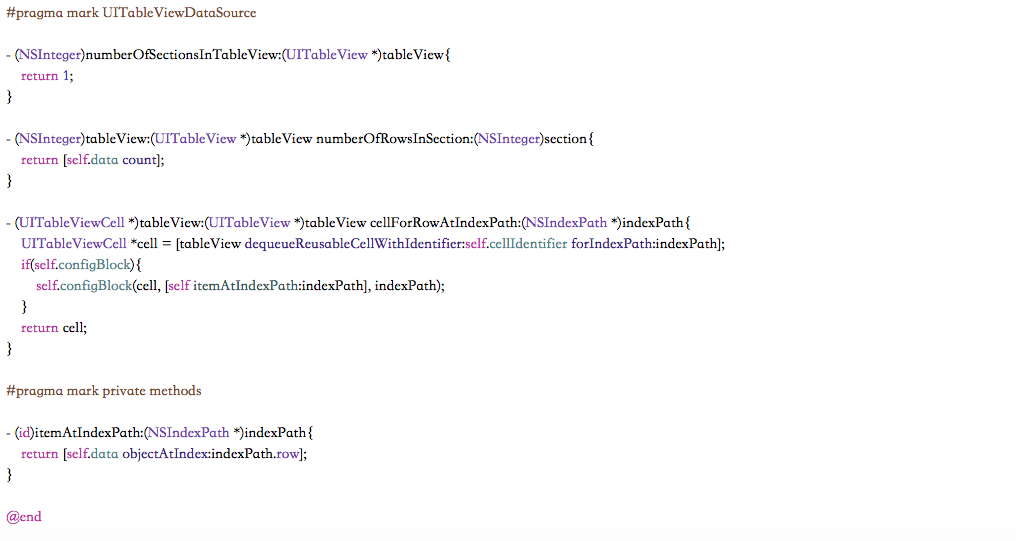 #pragma mark UITableViewDataSource
- (NSInteger)numberOfSectionsInTableView:(UITableView *)tableView{
return 1;
}
- (NSInteger)tableView:(UITableView *)tableView numberOfRowsInSection:(NSInteger)section{
return [self.data count];
}
- (UITableViewCell *)tableView:(UITableView *)tableView cellForRowAtIndexPath:(NSIndexPath *)indexPath{
UITableViewCell *cell = [tableView dequeueReusableCellWithIdentifier:self.cellIdentifier forIndexPath:indexPath];
if(self.configBlock){
self.configBlock(cell, [self itemAtIndexPath:indexPath], indexPath);
}
return cell;
}
#pragma mark private methods
- (id)itemAtIndexPath:(NSIndexPath *)indexPath{
return [self.data objectAtIndex:indexPath.row];
}
@end